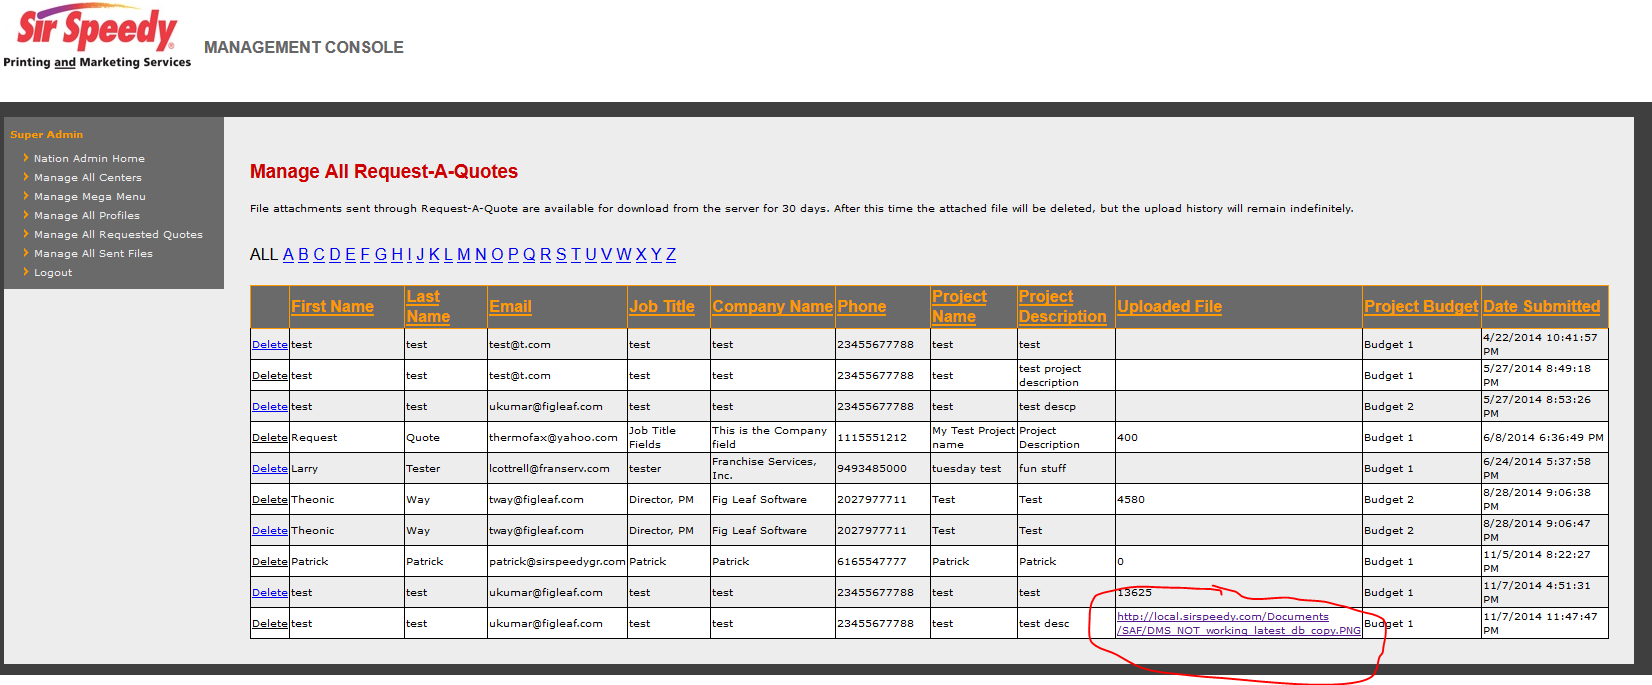 Sir Speedy®
Printing and Marketing Services
MANAGEMENT CONSOLE
Super Admin
Nation Admin Home
Manage All Centers
Manage Mega Menu
Manage All Profiles
Manage All Requested Quotes
Manage All Sent Files
Logout
Manage All Request-A-Quotes
File attachments sent through Request-A-Quote are available for download from the server for 30 days. After this time the attached file will be deleted, but the upload history will remain indefinitely.
ALL A B C D E F G H I J K L M N O P Q R S T U V W X Y Z
First Name Last Name Email Job Title Company Name Phone Project Name Project Description Uploaded File Project Budget Date Submitted
Delete test test test@t.com test test 23455677788 test test Budget 1 4/22/2014 10:41:57 PM
Delete test test test@t.com test test 23455677788 test test project description Budget 1 5/27/2014 8:49:18 PM
Delete test test ukumar@figleaf.com test test 23455677788 test test descp Budget 2 5/27/2014 8:53:26 PM
Delete Request Quote thermofax@yahoo.com Job Title Fields This is the Company field 1115551212 My Test Project name Project Description 400 Budget 1 6/8/2014 6:36:49 PM
Delete Larry Tester lcottrell@franserv.com tester Franchise Services, Inc. 9493485000 tuesday test fun stuff Budget 1 6/24/2014 5:37:58 PM
Delete Theonic Way tway@figleaf.com Director, PM Fig Leaf Software 2027977711 Test Test 4580 Budget 2 8/28/2014 9:06:38 PM
Delete Theonic Way tway@figleaf.com Director, PM Fig Leaf Software 2027977711 Test Test Budget 2 8/28/2014 9:06:47 PM
Delete Patrick Patrick patrick@sirspeedygr.com Patrick Patrick 6165547777 Patrick Patrick 0 Budget 1 11/5/2014 8:22:27 PM
Delete test test ukumar@figleaf.com test test 23455677788 test test 13625 Budget 1 11/7/2014 4:51:31 PM
Delete test test ukumar@figleaf.com test test 23455677788 test test desc http://local.sirspeedy.com/Documents/SAF/DMS_NOT_working_latest_db_copy.PNG Budget 1 11/7/2014 11:47:47 PM